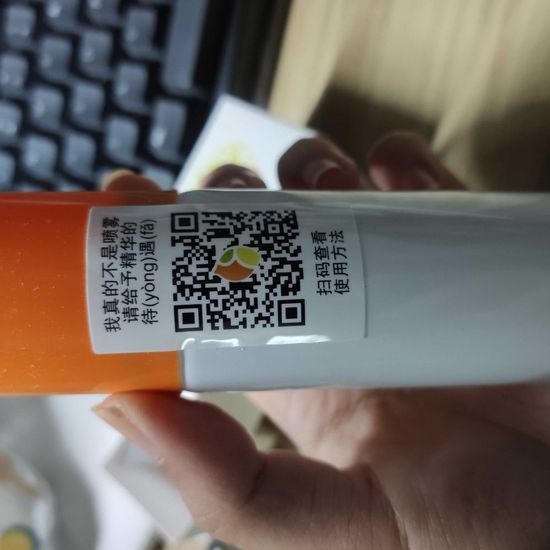 我真的不是喷雾
请给予精华的
待(yòng)遇(fǎ)
扫码查看
使用方法